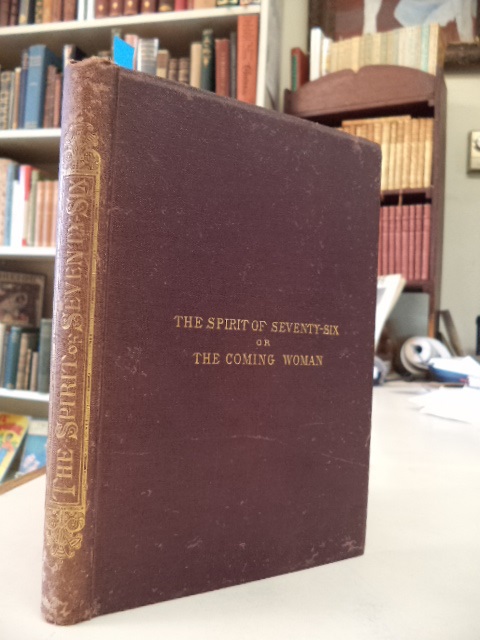 THE SPIRIT OF SEVENTY-SIX
THE SPIRIT OF SEVENTY-SIX
OR
THE COMING WOMAN